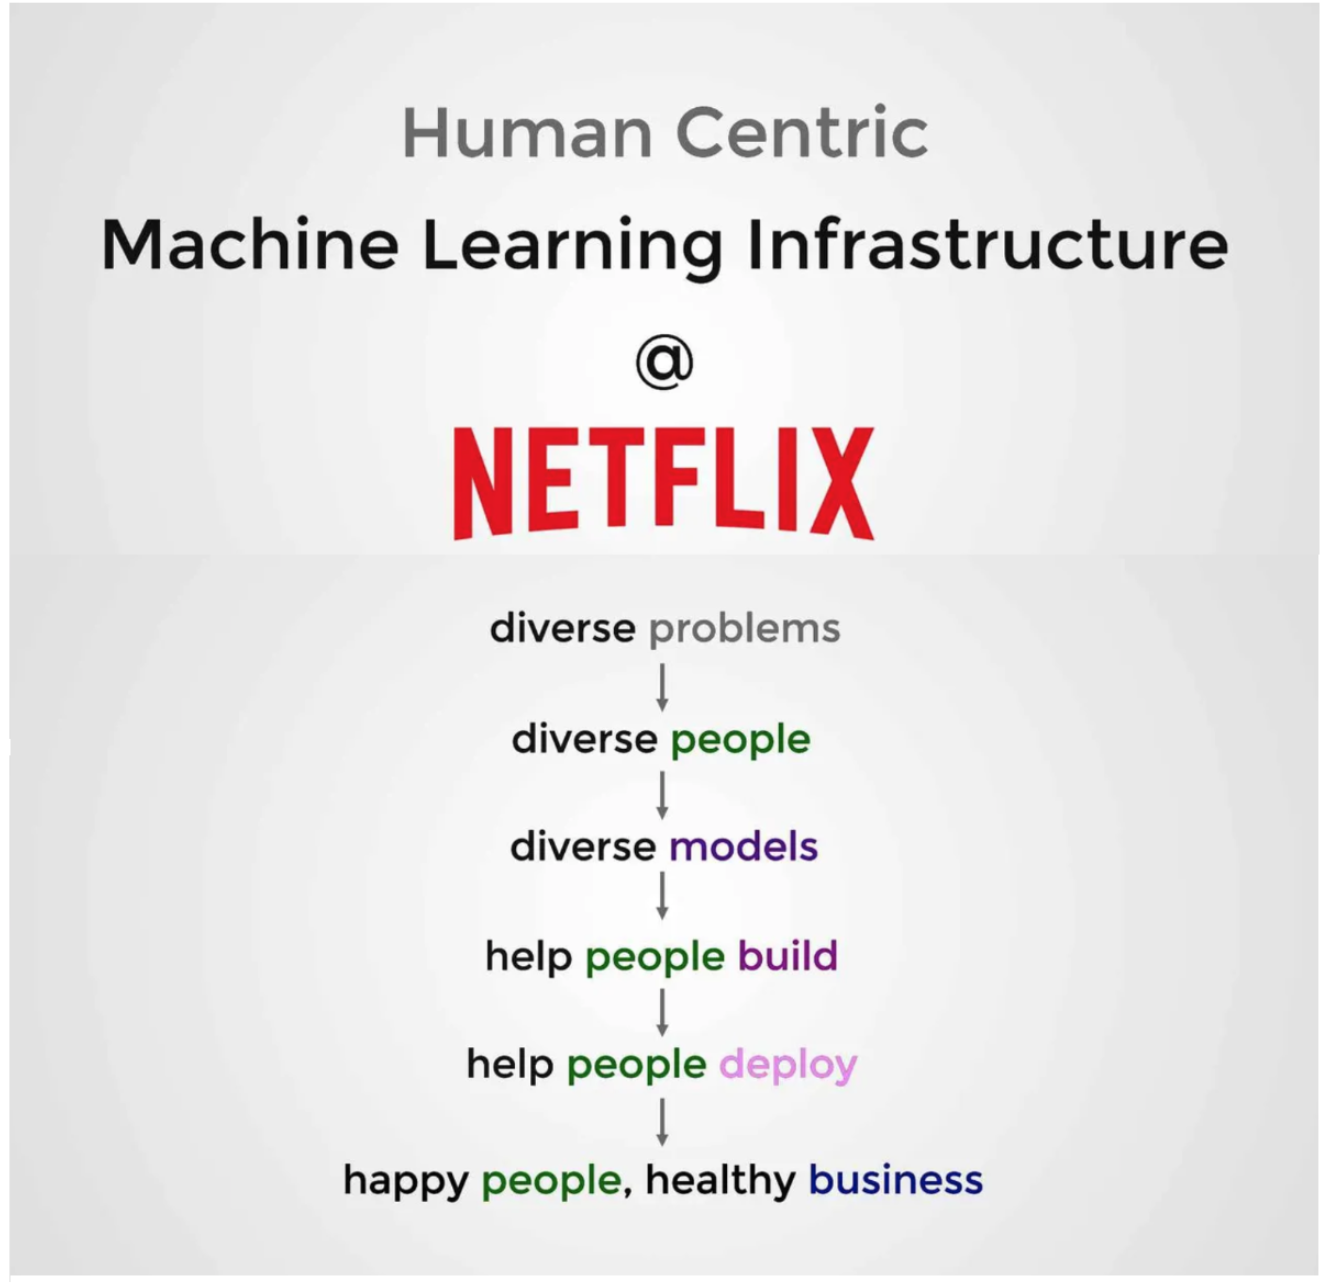 Human Centric
Machine Learning Infrastructure
@
NETFLIX
diverse problems
diverse people
diverse models
help people build
help people deploy
happy people, healthy business